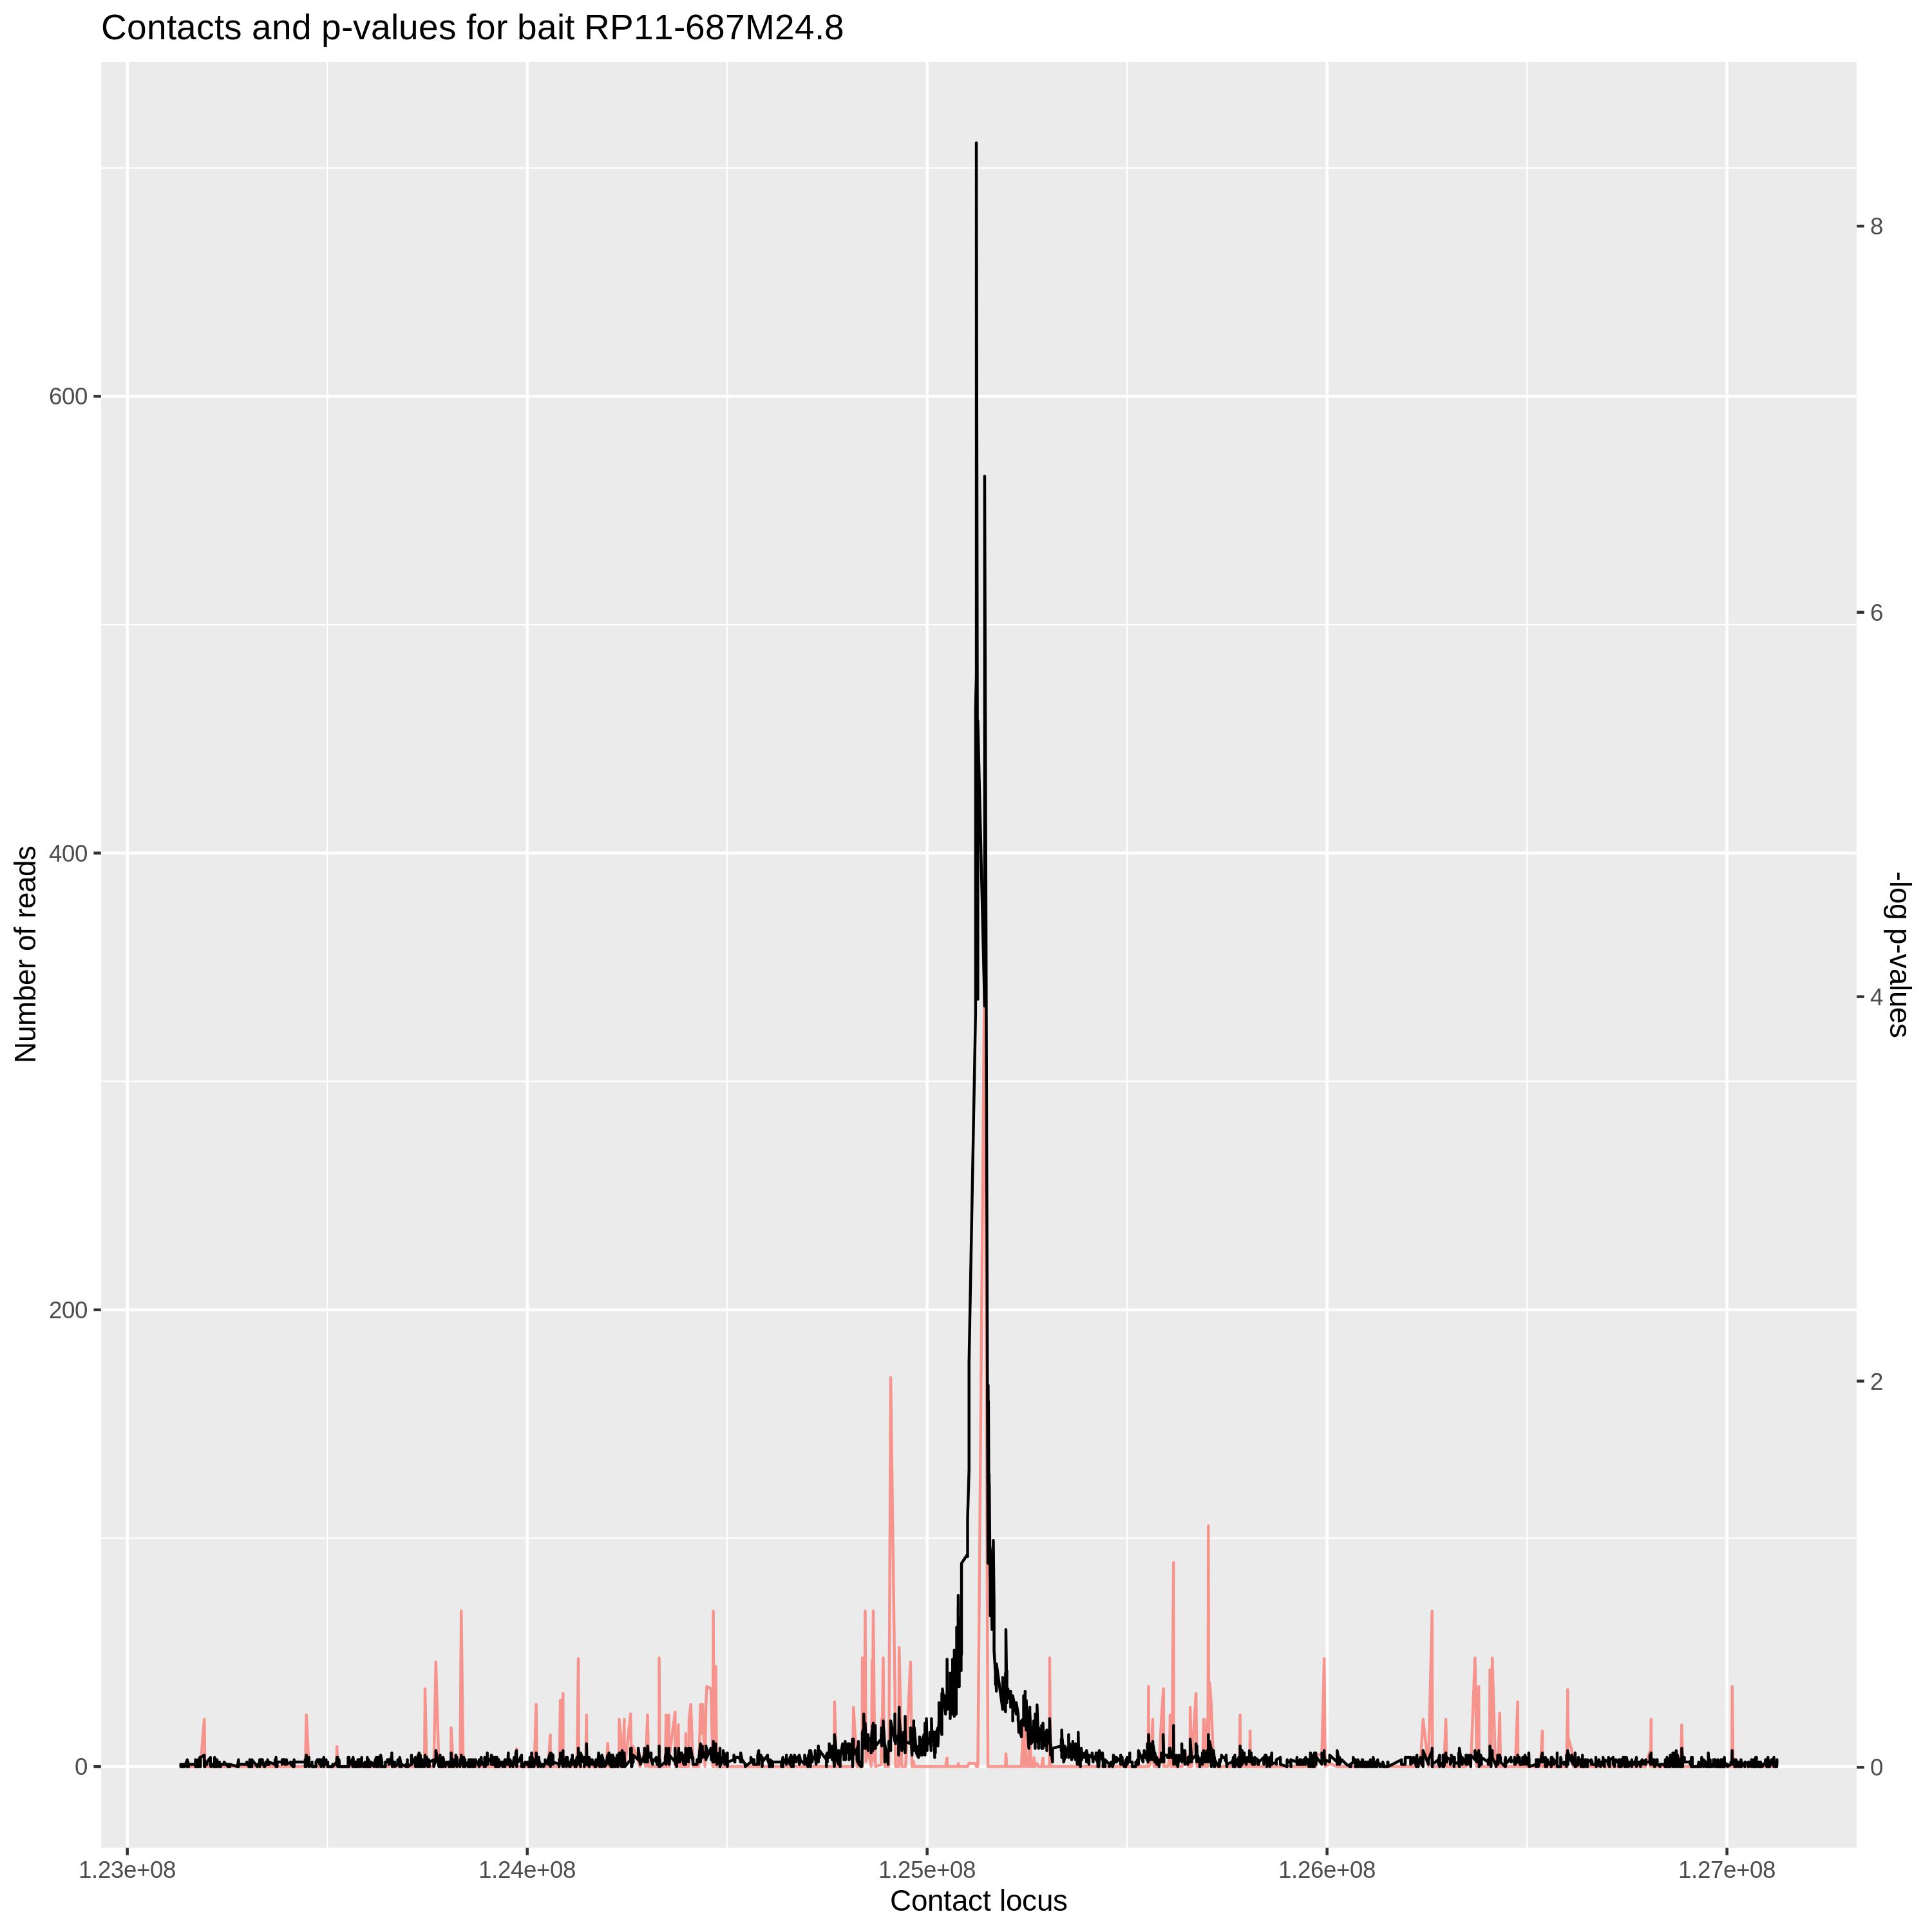 Contacts and p-values for bait RP11-687M24.8
Number of reads
600
400
200
0
8
6
4
2
0
-log p-values
1.23e+08
1.24e+08
1.25e+08
1.26e+08
1.27e+08
Contact locus